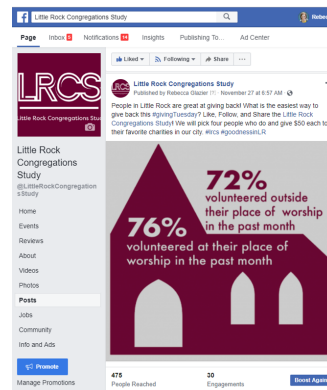 Little Rock Congregations Study
Page Inbox 5 Notifications Insights Publishing To... Ad Center
Liked Following Share ...
LRCS
Little Rock Congregations Stu
Little Rock
Congregations
Study
@LittleRockCongregation
sStudy
Home
Events
Reviews
About
Videos
Photos
Posts
Jobs
Community
Info and Ads
Promote
Manage Promotions
LRCS
Little Rock Congregations Study
Published by Rebecca Glazier · November 27 at 6:57 AM ·
People in Little Rock are great at giving back! What is the easiest way to
give back this #givingTuesday? Like, Follow, and Share the Little Rock
Congregations Study! We will pick four people who do and give $50 each to
their favorite charities in our city. #lrcs #goodnessinLR
72%
volunteered outside
their place of worship
in the past month
76%
volunteered at their place of
worship in the past month
475
People Reached
30
Engagements
Boost Again